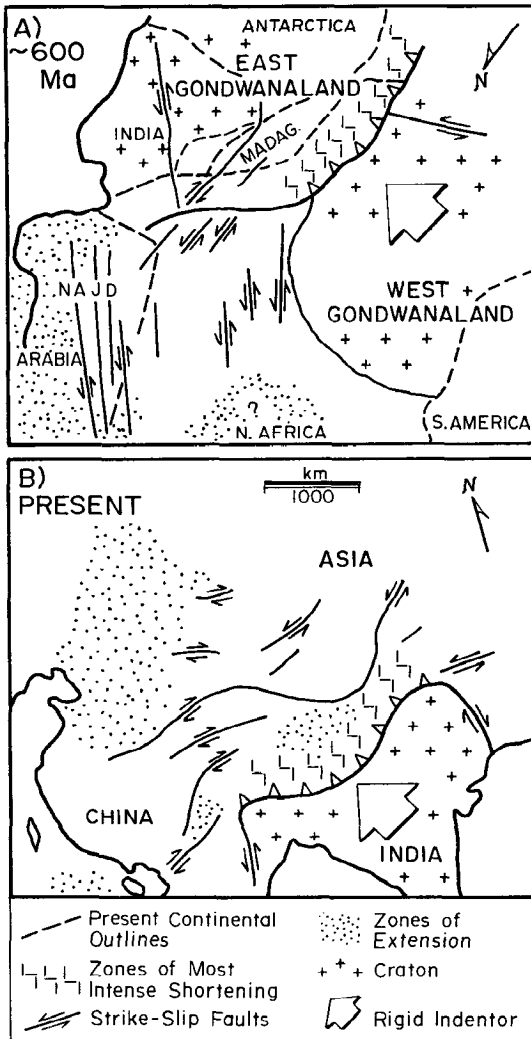 A)
~600
Ma
ANTARCTICA
EAST
GONDWANALAND
N
INDIA
MADAG.
NAJD
ARABIA
WEST
GONDWANALAND
?
N. AFRICA
S. AMERICA
B)
PRESENT
km
1000
N
ASIA
CHINA
INDIA
Present Continental
Outlines
Zones of
Extension
Zones of Most
Intense Shortening
Craton
Strike-Slip Faults
Rigid Indentor